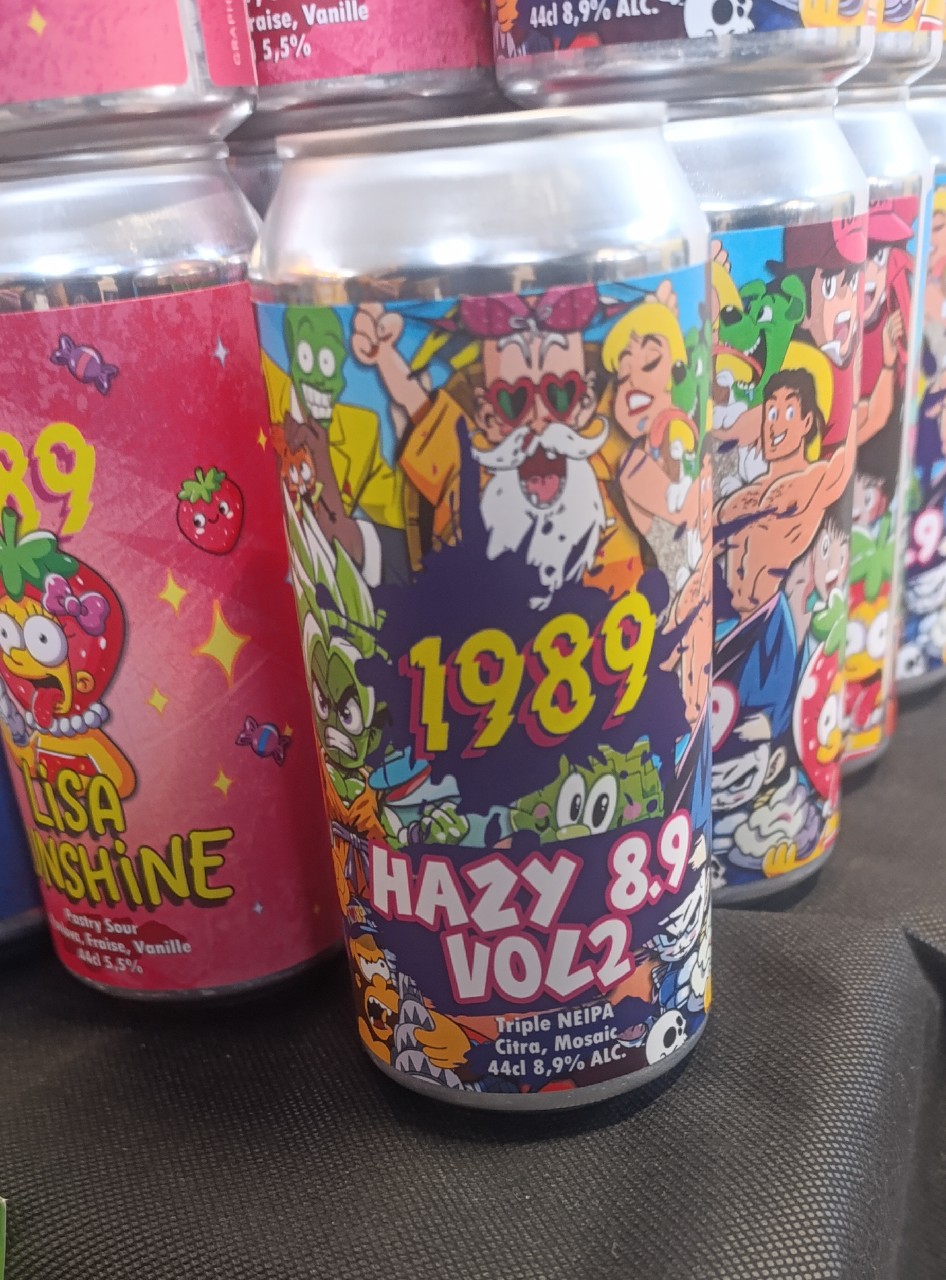 GRAPH
raise, Vanille
5,5%
44cl 8,9% ALC.
89
LiSA
NSHiNE
Pastry Sour
Fraise, Vanille
44cl 5,5%
1989
HAZY 8.9
VOL2
Triple NEIPA
Citra, Mosaic
44cl 8,9% ALC.